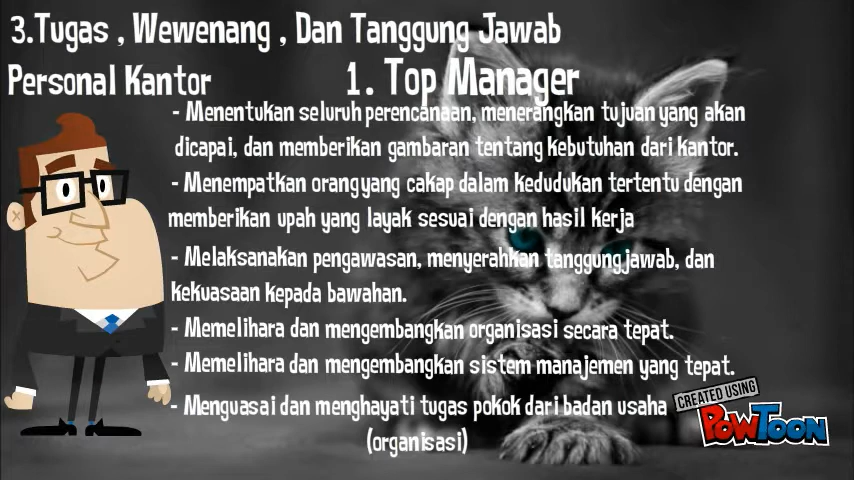 3.Tugas , Wewenang , Dan Tanggung Jawab
Personal Kantor
1. Top Manager
- Menentukan seluruh perencanaan, menerangkan tujuan yang akan
dicapai, dan memberikan gambaran tentang kebutuhan dari kantor.
- Menempatkan orang yang cakap dalam kedudukan tertentu dengan
memberikan upah yang layak sesuai dengan hasil kerja
- Melaksanakan pengawasan, menyerahkan tanggung jawab, dan
kekuasaan kepada bawahan.
- Memelihara dan mengembangkan organisasi secara tepat.
- Memelihara dan mengembangkan sistem manajemen yang tepat.
- Menguasai dan menghayati tugas pokok dari badan usaha
(organisasi)
CREATED USING
POWTOON